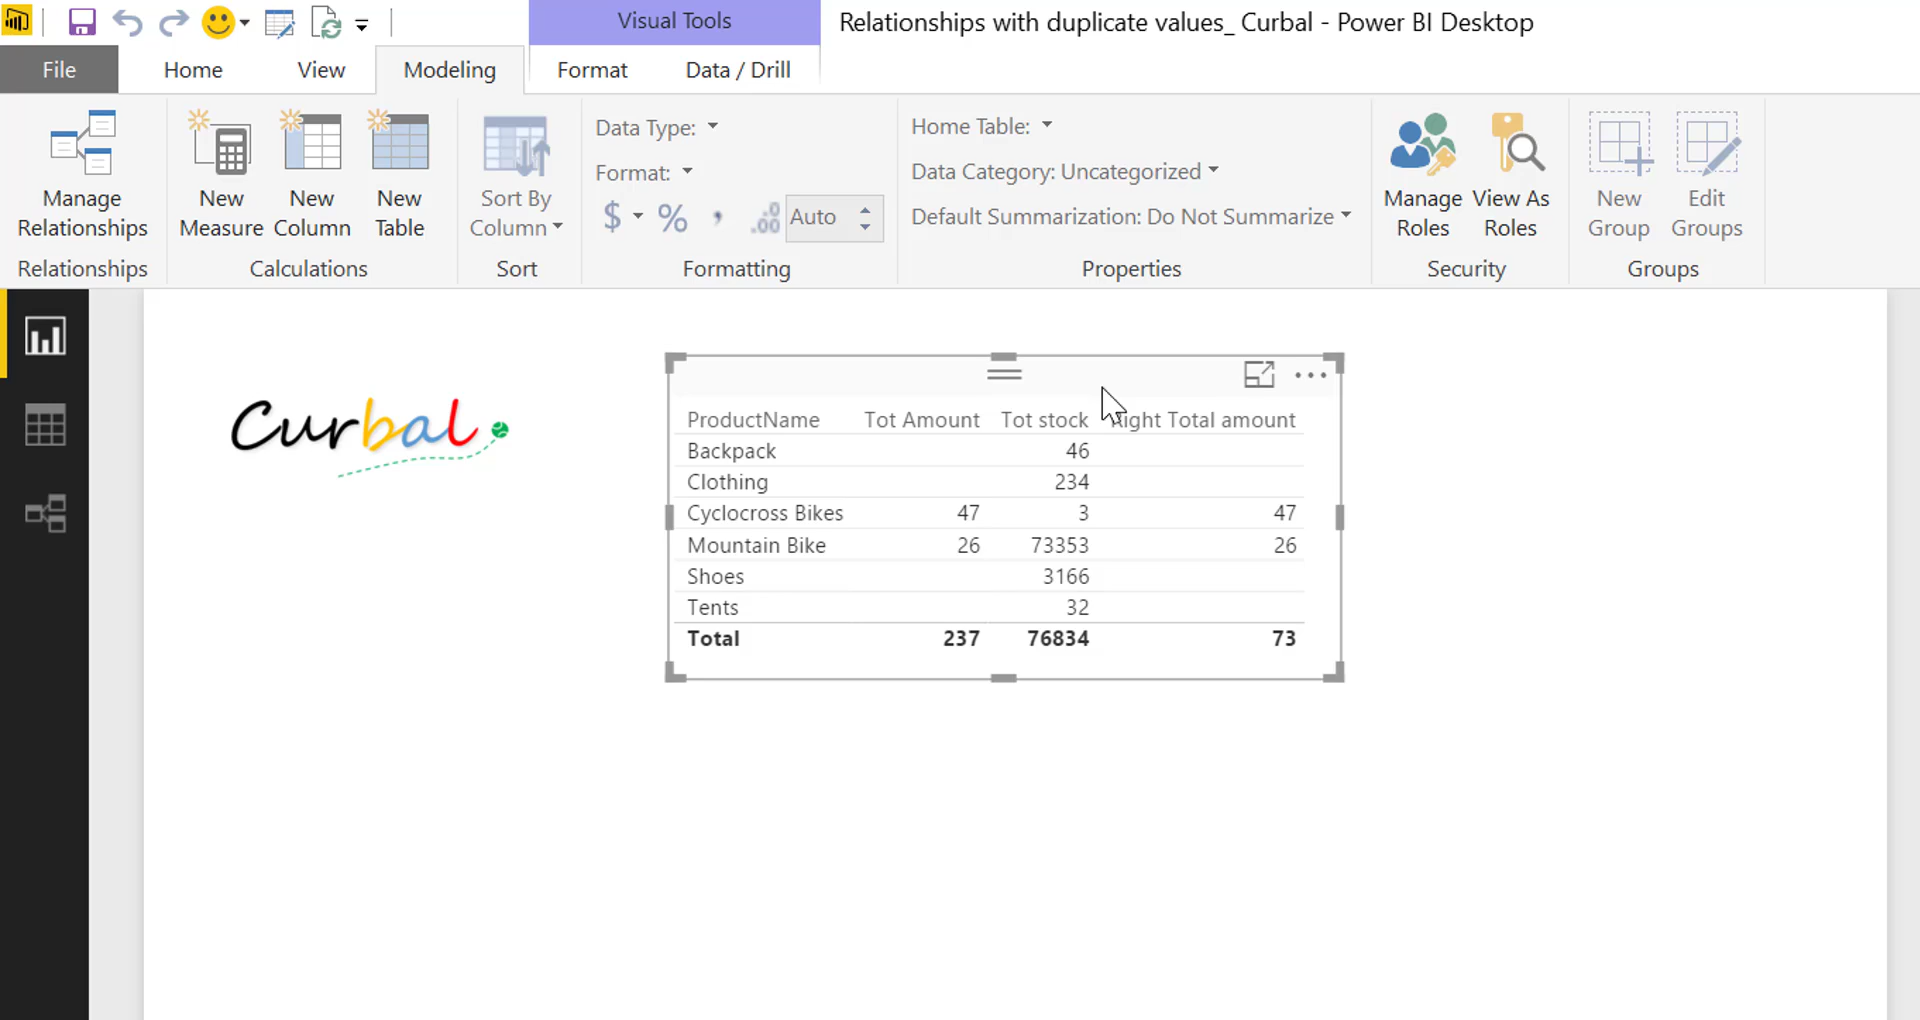 Visual Tools
Relationships with duplicate values_ Curbal - Power BI Desktop
File Home View Modeling Format Data / Drill
Manage Relationships
Relationships
New Measure
New Column
New Table
Calculations
Sort By Column
Sort
Data Type:
Format:
$ % , .00 Auto
Formatting
Home Table:
Data Category: Uncategorized
Default Summarization: Do Not Summarize
Properties
Manage Roles
View As Roles
Security
New Group
Edit Groups
Groups
Curbal
ProductName Tot Amount Tot stock Right Total amount
Backpack 46
Clothing 234
Cyclocross Bikes 47 3 47
Mountain Bike 26 73353 26
Shoes 3166
Tents 32
Total 237 76834 73